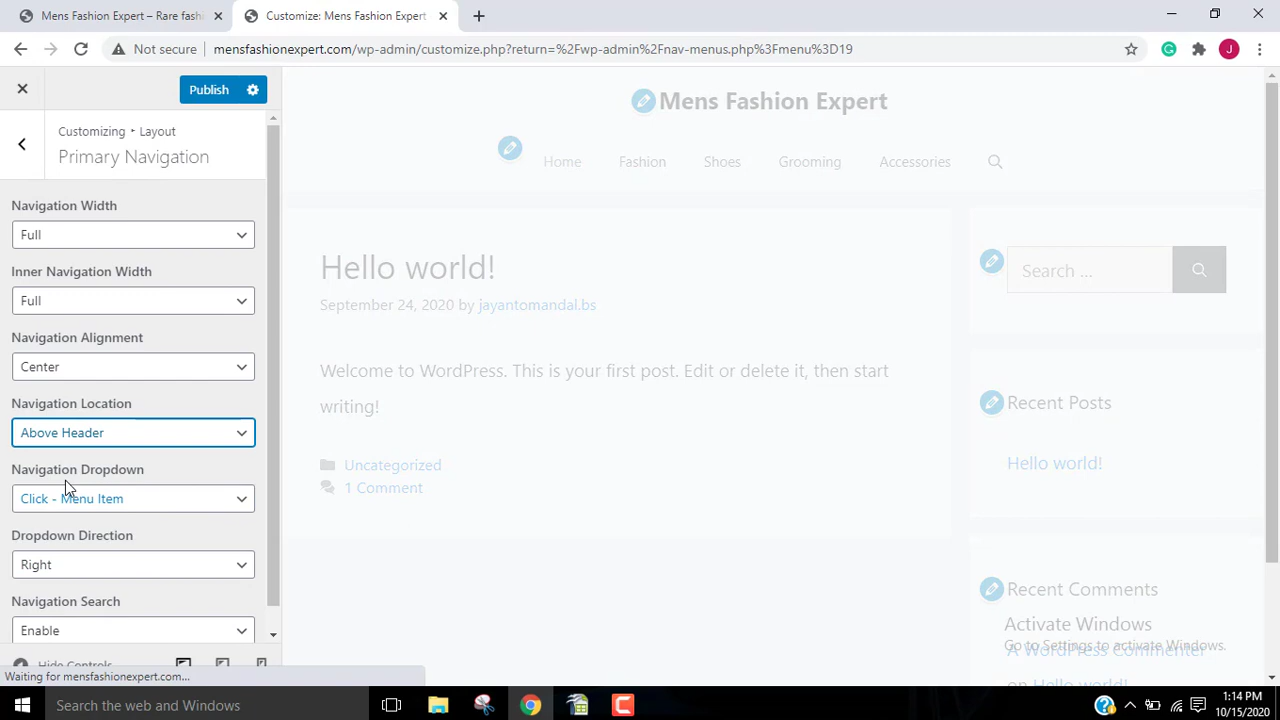 Mens Fashion Expert – Rare fashi
Customize: Mens Fashion Expert
Not secure
mensfashionexpert.com/wp-admin/customize.php?return=%2Fwp-admin%2Fnav-menus.php%3Fmenu%3D19
J
Publish
Customizing ▸ Layout
Primary Navigation
Navigation Width
Full
Inner Navigation Width
Full
Navigation Alignment
Center
Navigation Location
Above Header
Navigation Dropdown
Click - Menu Item
Dropdown Direction
Right
Navigation Search
Enable
Hide Controls
Waiting for mensfashionexpert.com...
Mens Fashion Expert
Home Fashion Shoes Grooming Accessories
Hello world!
September 24, 2020 by jayantomandal.bs
Welcome to WordPress. This is your first post. Edit or delete it, then start
writing!
Uncategorized
1 Comment
Search ...
Recent Posts
Hello world!
Recent Comments
Activate Windows
Go to Settings to activate Windows.
A WordPress Commenter
on Hello world!
Search the web and Windows
1:14 PM
10/15/2020